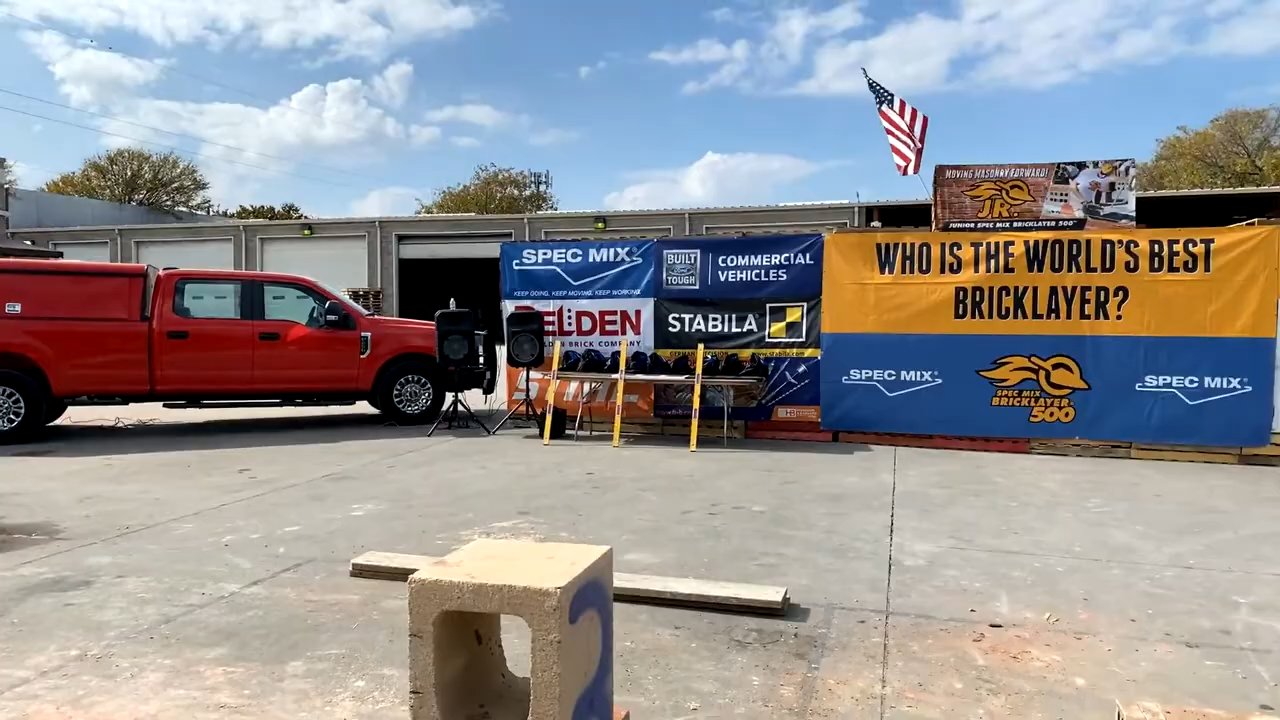 MOVING MASONRY FORWARD!
JR.
JUNIOR SPEC MIX BRICKLAYER 500®
SPEC MIX®
KEEP GOING. KEEP MOVING. KEEP WORKING.
BUILT
Ford
TOUGH
COMMERCIAL
VEHICLES
BELDEN
BRICK COMPANY
STABILA®
GERMAN
WHO IS THE WORLD'S BEST
BRICKLAYER?
SPEC MIX®
SPEC MIX
BRICKLAYER
500
SPEC MIX®
2